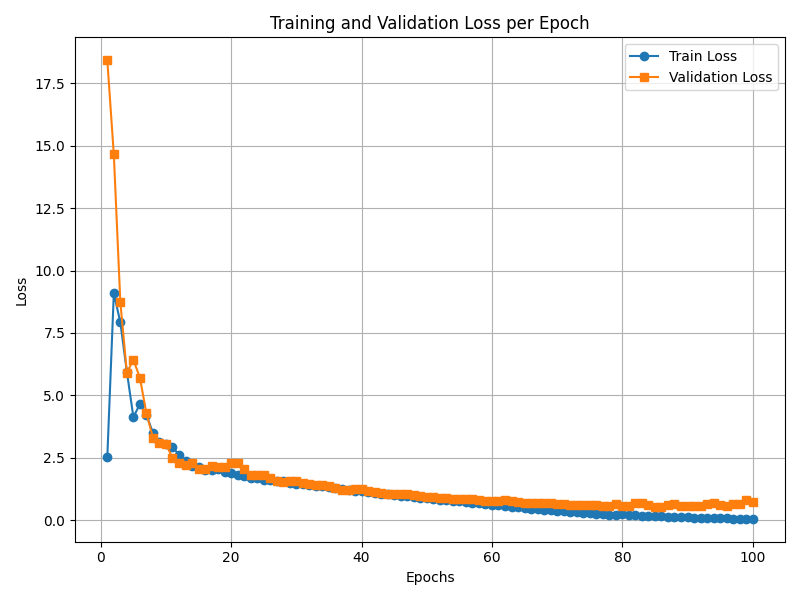 Training and Validation Loss per Epoch
Train Loss
Validation Loss
17.5
15.0
12.5
10.0
7.5
5.0
2.5
0.0
Loss
0 20 40 60 80 100
Epochs